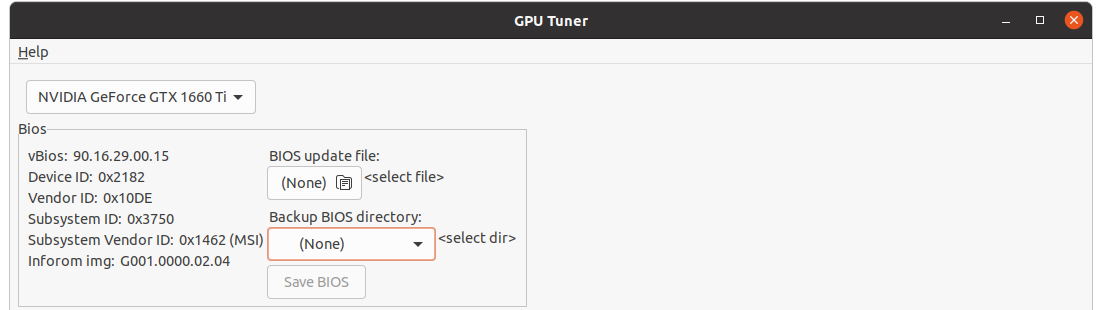 GPU Tuner
Help
NVIDIA GeForce GTX 1660 Ti
Bios
vBios: 90.16.29.00.15
Device ID: 0x2182
Vendor ID: 0x10DE
Subsystem ID: 0x3750
Subsystem Vendor ID: 0x1462 (MSI)
Inforom img: G001.0000.02.04
BIOS update file:
(None) <select file>
Backup BIOS directory:
(None) <select dir>
Save BIOS